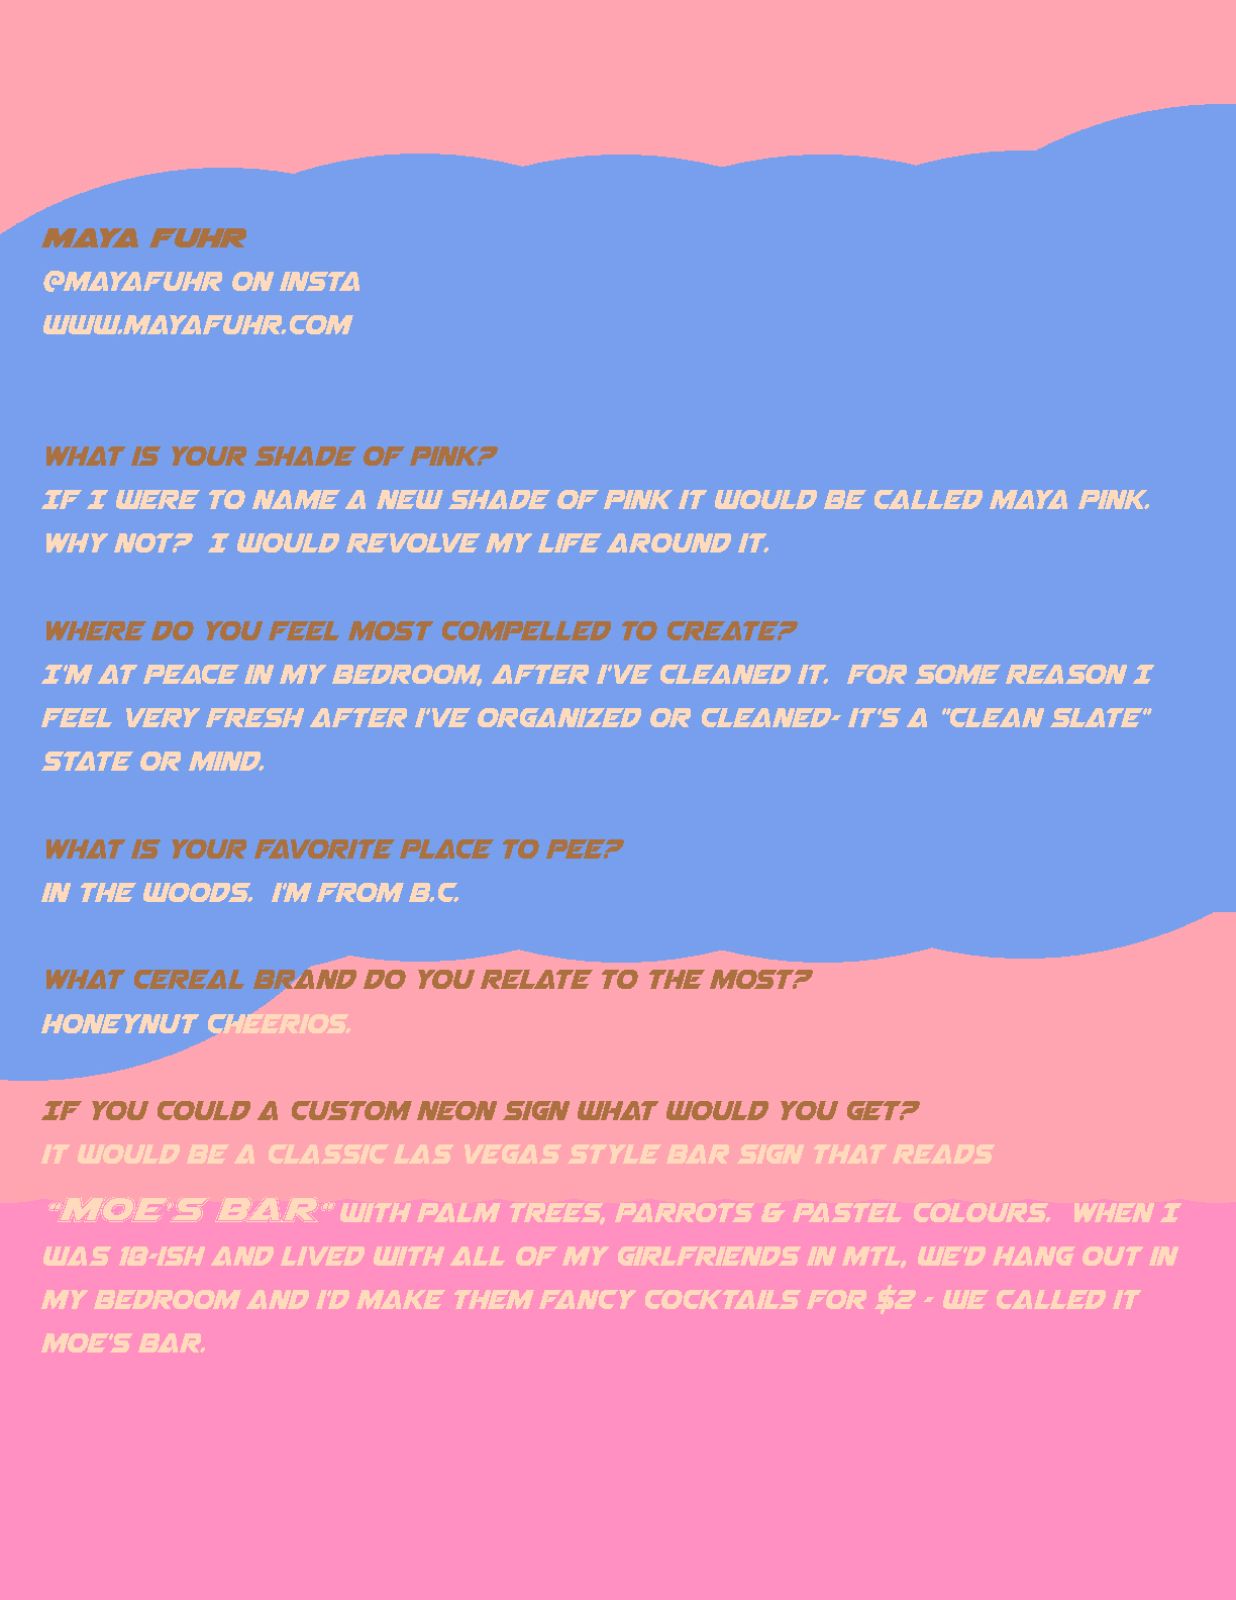 MAYA FUHR
@MAYAFUHR ON INSTA
WWW.MAYAFUHR.COM
WHAT IS YOUR SHADE OF PINK?
IF I WERE TO NAME A NEW SHADE OF PINK IT WOULD BE CALLED MAYA PINK.
WHY NOT?  I WOULD REVOLVE MY LIFE AROUND IT.
WHERE DO YOU FEEL MOST COMPELLED TO CREATE?
I'M AT PEACE IN MY BEDROOM, AFTER I'VE CLEANED IT.  FOR SOME REASON I
FEEL VERY FRESH AFTER I'VE ORGANIZED OR CLEANED- IT'S A "CLEAN SLATE"
STATE OR MIND.
WHAT IS YOUR FAVORITE PLACE TO PEE?
IN THE WOODS.  I'M FROM B.C.
WHAT CEREAL BRAND DO YOU RELATE TO THE MOST?
HONEYNUT CHEERIOS.
IF YOU COULD A CUSTOM NEON SIGN WHAT WOULD YOU GET?
IT WOULD BE A CLASSIC LAS VEGAS STYLE BAR SIGN THAT READS
"MOE'S BAR" WITH PALM TREES, PARROTS & PASTEL COLOURS.  WHEN I
WAS 18-ISH AND LIVED WITH ALL OF MY GIRLFRIENDS IN MTL, WE'D HANG OUT IN
MY BEDROOM AND I'D MAKE THEM FANCY COCKTAILS FOR $2 - WE CALLED IT
MOE'S BAR.